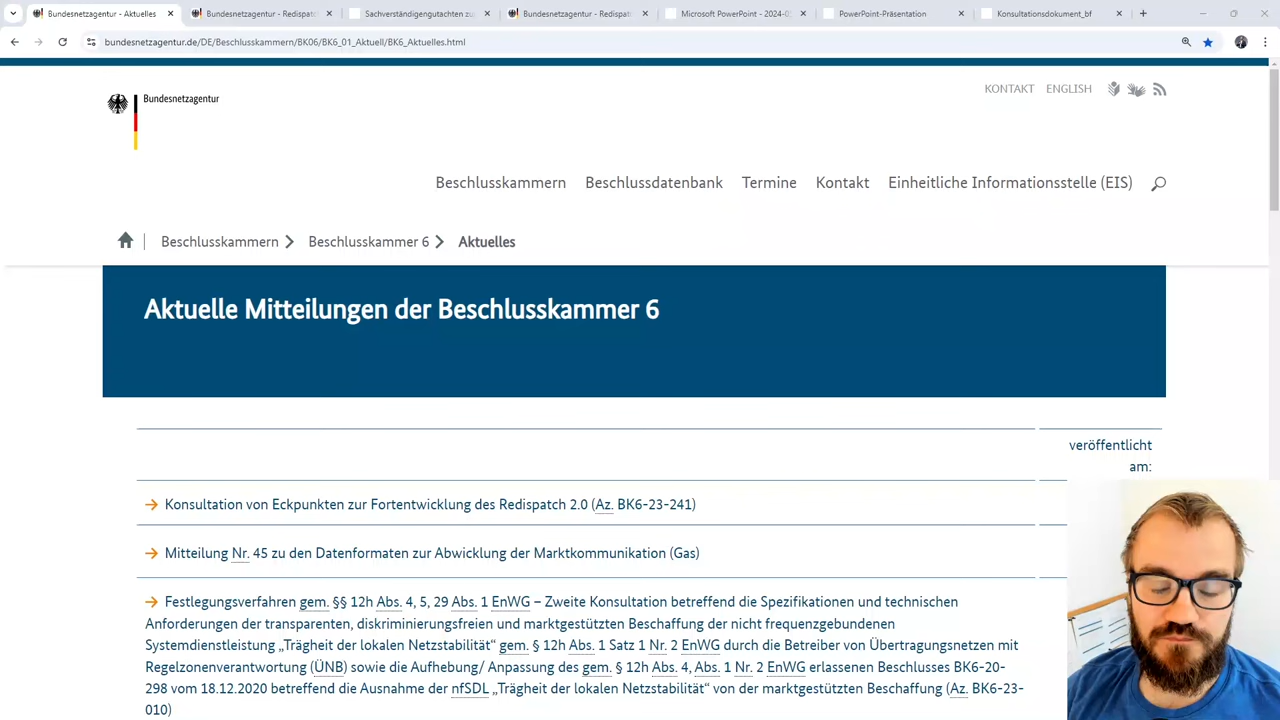 Bundesnetzagentur - Aktuelles
Bundesnetzagentur - Redispatc
Sachverständigengutachten zu
Bundesnetzagentur - Redispat
Microsoft PowerPoint - 2024-0
PowerPoint-Präsentation
Konsultationsdokument_bf
bundesnetzagentur.de/DE/Beschlusskammern/BK06/BK6_01_Aktuell/BK6_Aktuelles.html
KONTAKT ENGLISH
Bundesnetzagentur
Beschlusskammern Beschlussdatenbank Termine Kontakt Einheitliche Informationsstelle (EIS)
Beschlusskammern Beschlusskammer 6 Aktuelles
Aktuelle Mitteilungen der Beschlusskammer 6
veröffentlicht
am:
Konsultation von Eckpunkten zur Fortentwicklung des Redispatch 2.0 (Az. BK6-23-241)
Mitteilung Nr. 45 zu den Datenformaten zur Abwicklung der Marktkommunikation (Gas)
Festlegungsverfahren gem. §§ 12h Abs. 4, 5, 29 Abs. 1 EnWG – Zweite Konsultation betreffend die Spezifikationen und technischen
Anforderungen der transparenten, diskriminierungsfreien und marktgestützten Beschaffung der nicht frequenzgebundenen
Systemdienstleistung „Trägheit der lokalen Netzstabilität“ gem. § 12h Abs. 1 Satz 1 Nr. 2 EnWG durch die Betreiber von Übertragungsnetzen mit
Regelzonenverantwortung (ÜNB) sowie die Aufhebung/ Anpassung des gem. § 12h Abs. 4, Abs. 1 Nr. 2 EnWG erlassenen Beschlusses BK6-20-
298 vom 18.12.2020 betreffend die Ausnahme der nfSDL „Trägheit der lokalen Netzstabilität“ von der marktgestützten Beschaffung (Az. BK6-23-
010)